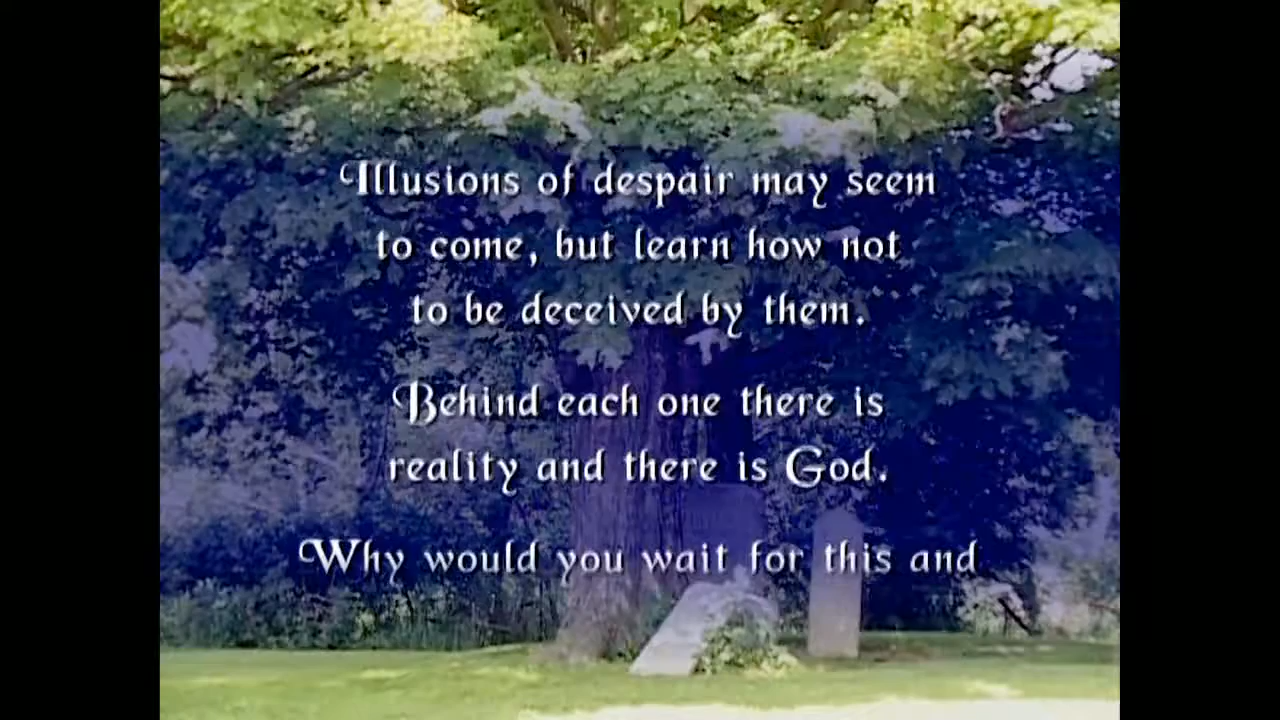 Illusions of despair may seem
to come, but learn how not
to be deceived by them.
Behind each one there is
reality and there is God.
Why would you wait for this and